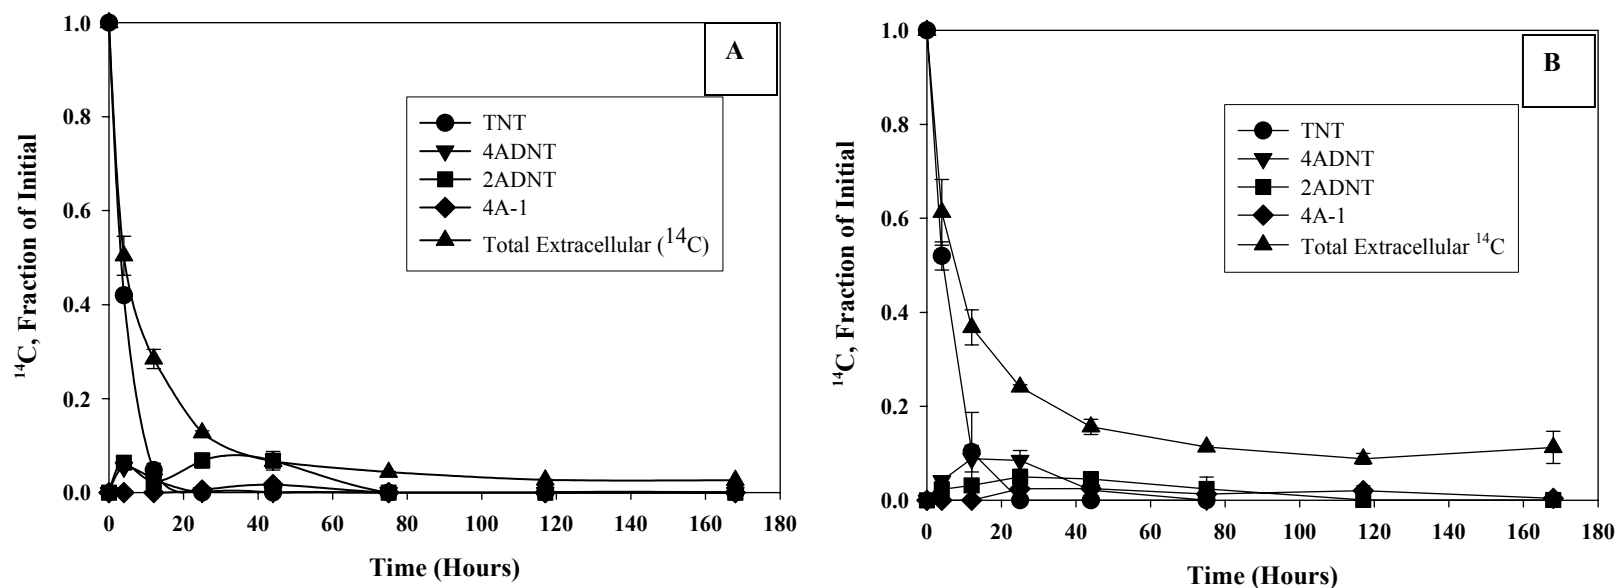 A
1.0
0.8
0.6
0.4
0.2
0.0
¹⁴C, Fraction of Initial
TNT
4ADNT
2ADNT
4A-1
Total Extracellular (¹⁴C)
0 20 40 60 80 100 120 140 160 180
Time (Hours)
B
1.0
0.8
0.6
0.4
0.2
0.0
¹⁴C, Fraction of Initial
TNT
4ADNT
2ADNT
4A-1
Total Extracellular ¹⁴C
0 20 40 60 80 100 120 140 160 180
Time (Hours)